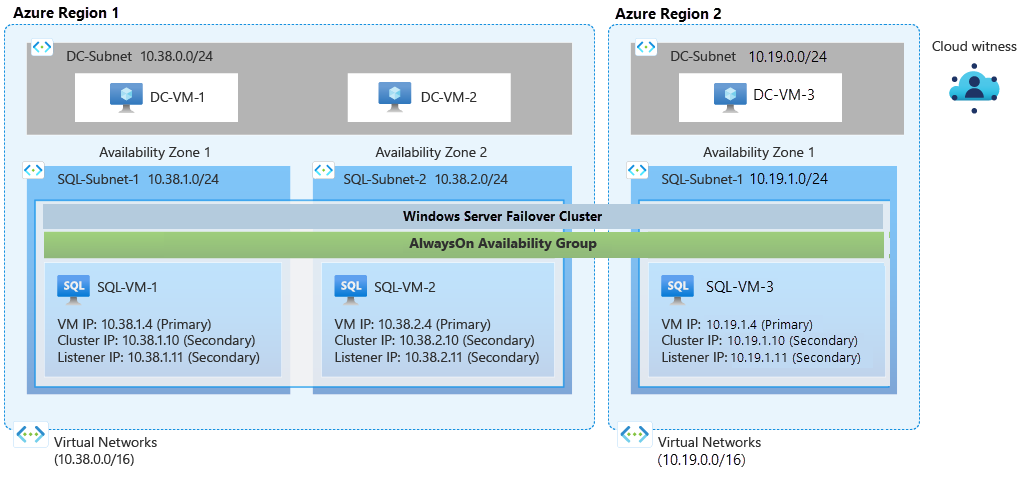 Azure Region 1
Azure Region 2
Cloud witness
DC-Subnet 10.38.0.0/24
DC-Subnet 10.19.0.0/24
DC-VM-1
DC-VM-2
DC-VM-3
Availability Zone 1
Availability Zone 2
Availability Zone 1
SQL-Subnet-1 10.38.1.0/24
SQL-Subnet-2 10.38.2.0/24
SQL-Subnet-1 10.19.1.0/24
Windows Server Failover Cluster
AlwaysOn Availability Group
SQL
SQL-VM-1
VM IP: 10.38.1.4 (Primary)
Cluster IP: 10.38.1.10 (Secondary)
Listener IP: 10.38.1.11 (Secondary)
SQL
SQL-VM-2
VM IP: 10.38.2.4 (Primary)
Cluster IP: 10.38.2.10 (Secondary)
Listener IP: 10.38.2.11 (Secondary)
SQL
SQL-VM-3
VM IP: 10.19.1.4 (Primary)
Cluster IP: 10.19.1.10 (Secondary)
Listener IP: 10.19.1.11 (Secondary)
Virtual Networks
(10.38.0.0/16)
Virtual Networks
(10.19.0.0/16)